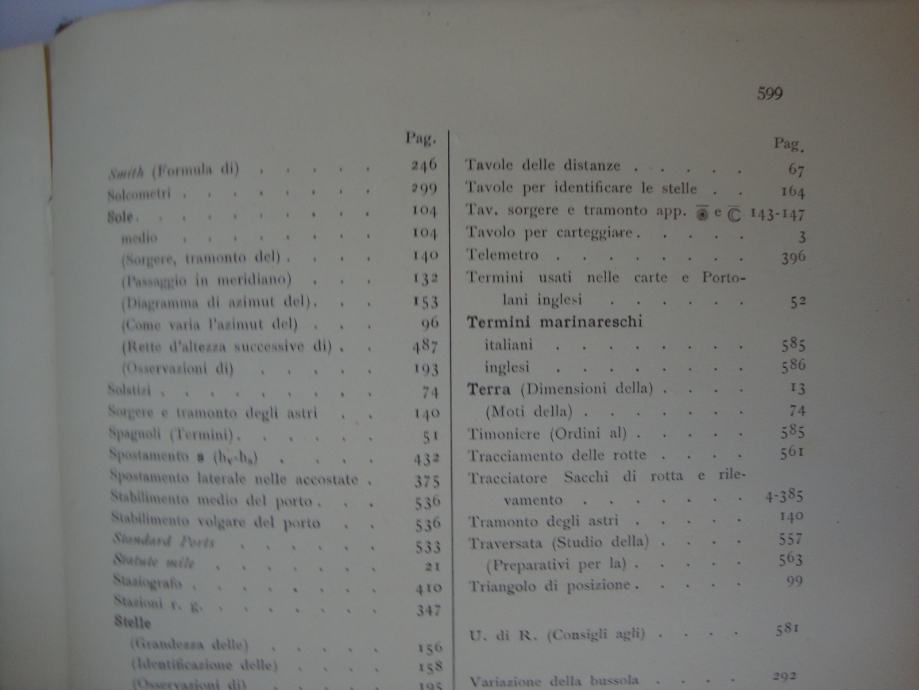 599
Pag.
Smith (Formula di) . . . . . 246
Solcometri . . . . . . . . 299
Sole. . . . . . . . . . 104
medio . . . . . . . . 104
(Sorgere, tramonto del) . . . . 140
(Passaggio in meridiano) . . . 132
(Diagramma di azimut del). . . 153
(Come varia l'azimut del) . . . 96
(Rette d'altezza successive di) . . 487
(Osservazioni di) . . . . . 193
Solstizi . . . . . . . . . 74
Sorgere e tramonto degli astri . . 140
Spagnoli (Termini). . . . . . 51
Spostamento (hv-hs) . . . . 432
Spostamento laterale nelle accostate . 375
Stabilimento medio del porto . . . 536
Stabilimento volgare del porto . . 536
Standard Ports . . . . . . 533
Statute mile . . . . . . . 21
Staziografo . . . . . . . . 410
Stazioni r. g. . . . . . . . 347
Stelle
(Grandezza delle) . . . . . 156
(Identificazione delle) . . . . 158
(Osservazioni di) . . . . . 195
Pag.
Tavole delle distanze . . . . . 67
Tavole per identificare le stelle . . 164
Tav. sorgere e tramonto app. ☉ e ☾ 143-147
Tavolo per carteggiare . . . . . 3
Telemetro . . . . . . . . 396
Termini usati nelle carte e Porto-
lani inglesi . . . . . . 52
Termini marinareschi
italiani . . . . . . . . 585
inglesi . . . . . . . . 586
Terra (Dimensioni della) . . . . 13
(Moti della) . . . . . . . 74
Timoniere (Ordini al) . . . . . 585
Tracciamento delle rotte . . . . 561
Tracciatore Sacchi di rotta e rile-
vamento . . . . . . . 4-385
Tramonto degli astri . . . . . 140
Traversata (Studio della) . . . . 557
(Preparativi per la) . . . . . 563
Triangolo di posizione . . . . . 99
U. di R. (Consigli agli) . . . . 581
Variazione della bussola . . . . 292